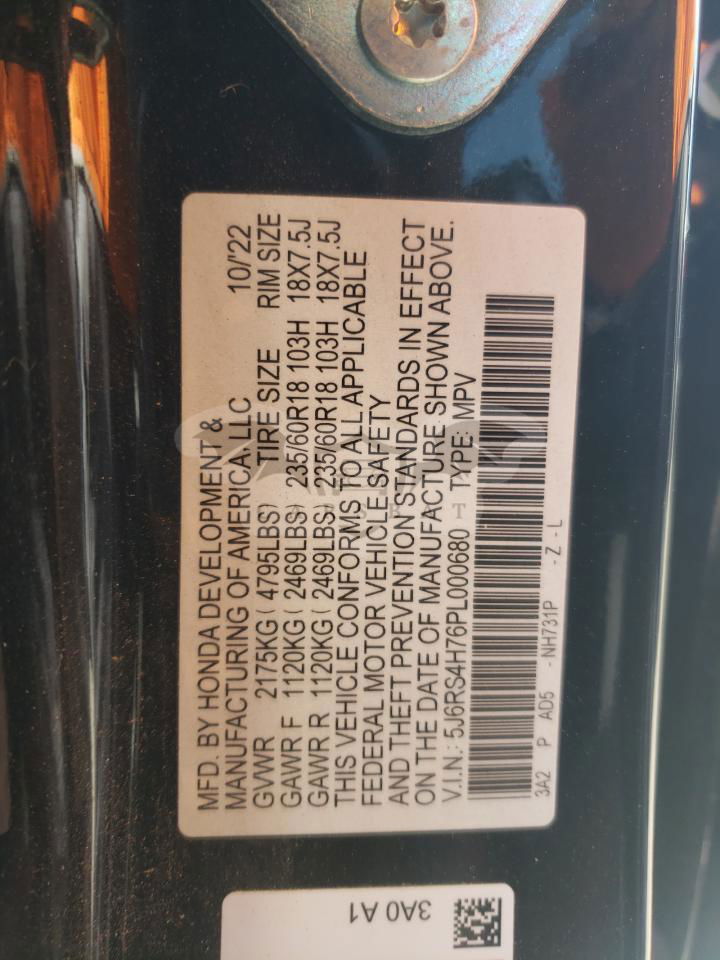 MFD. BY HONDA DEVELOPMENT & 10/'22
MANUFACTURING OF AMERICA, LLC
GVWR 2175KG ( 4795LBS) TIRE SIZE RIM SIZE
GAWR F 1120KG ( 2469LBS) 235/60R18 103H 18X7.5J
GAWR R 1120KG ( 2469LBS) 235/60R18 103H 18X7.5J
THIS VEHICLE CONFORMS TO ALL APPLICABLE
FEDERAL MOTOR VEHICLE SAFETY
AND THEFT PREVENTION STANDARDS IN EFFECT
ON THE DATE OF MANUFACTURE SHOWN ABOVE.
V.I.N.: 5J6RS4H76PL000680 TYPE: MPV
3A2 P AD5 -NH731P -Z-L
3A0 A1